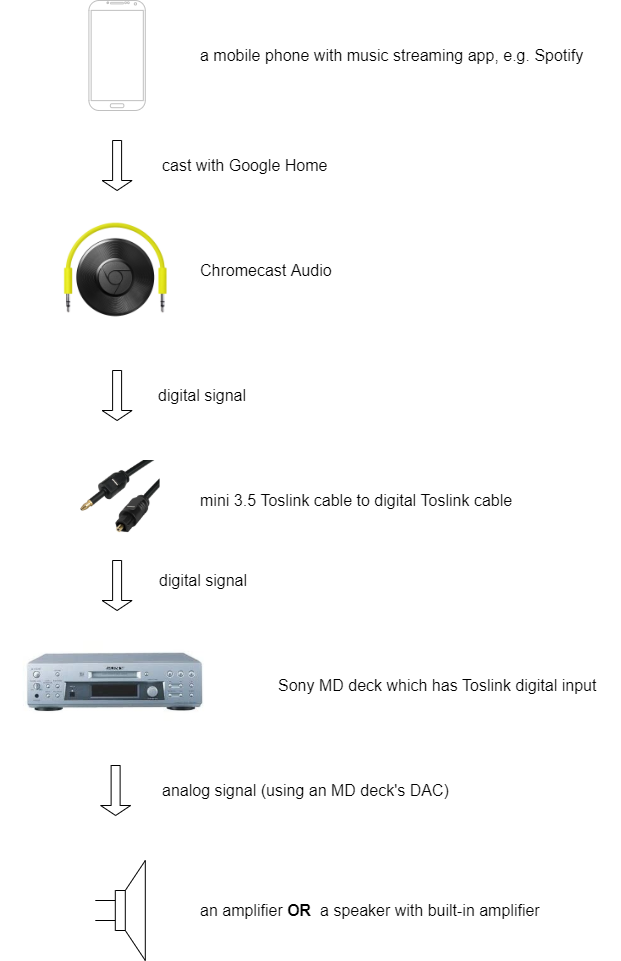 a mobile phone with music streaming app, e.g. Spotify
cast with Google Home
Chromecast Audio
digital signal
mini 3.5 Toslink cable to digital Toslink cable
digital signal
SONY
Sony MD deck which has Toslink digital input
analog signal (using an MD deck's DAC)
an amplifier OR a speaker with built-in amplifier